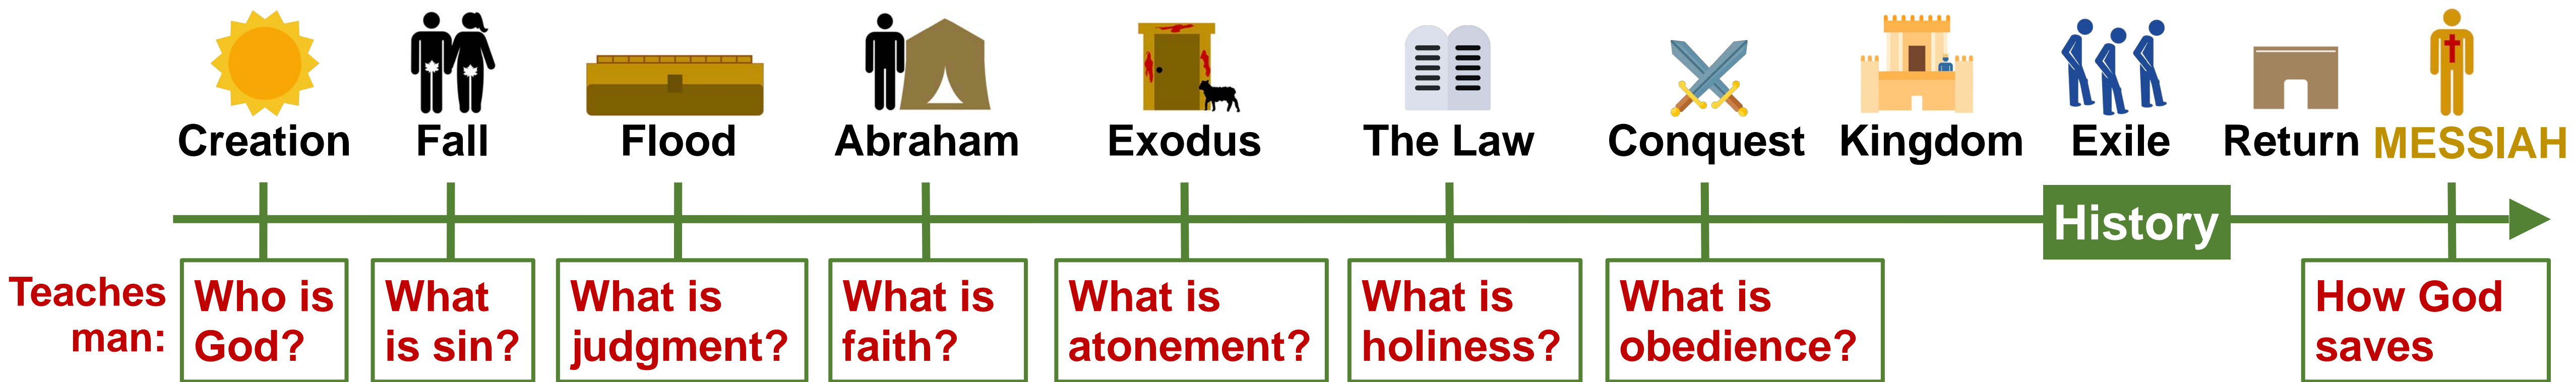 Creation Fall Flood Abraham Exodus The Law Conquest Kingdom Exile Return MESSIAH
History
Teaches
man:
Who is
God?
What
is sin?
What is
judgment?
What is
faith?
What is
atonement?
What is
holiness?
What is
obedience?
How God
saves